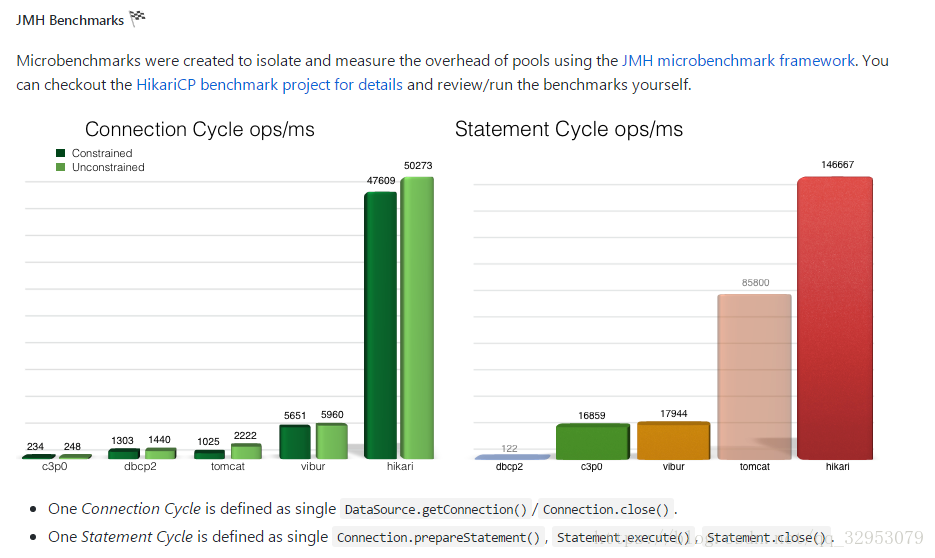 JMH Benchmarks
Microbenchmarks were created to isolate and measure the overhead of pools using the JMH microbenchmark framework. You
can checkout the HikariCP benchmark project for details and review/run the benchmarks yourself.
Connection Cycle ops/ms
Constrained
Unconstrained
234 248 1303 1440 1025 2222 5651 5960 47609 50273
c3p0 dbcp2 tomcat vibur hikari
Statement Cycle ops/ms
122 16859 17944 85800 146667
dbcp2 c3p0 vibur tomcat hikari
One Connection Cycle is defined as single DataSource.getConnection() / Connection.close() .
One Statement Cycle is defined as single Connection.prepareStatement() , Statement.execute() , Statement.close() .
32953079